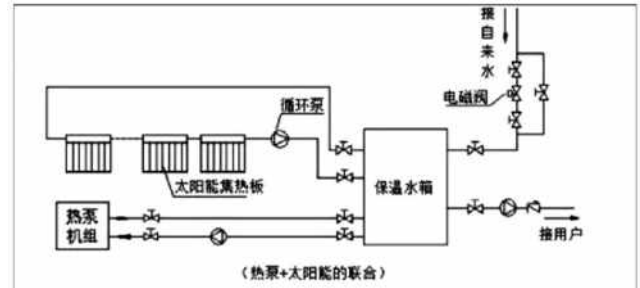 接自来水
循环泵
电磁阀
太阳能集热板
保温水箱
热泵
机组
接用户
(热泵+太阳能的联合)